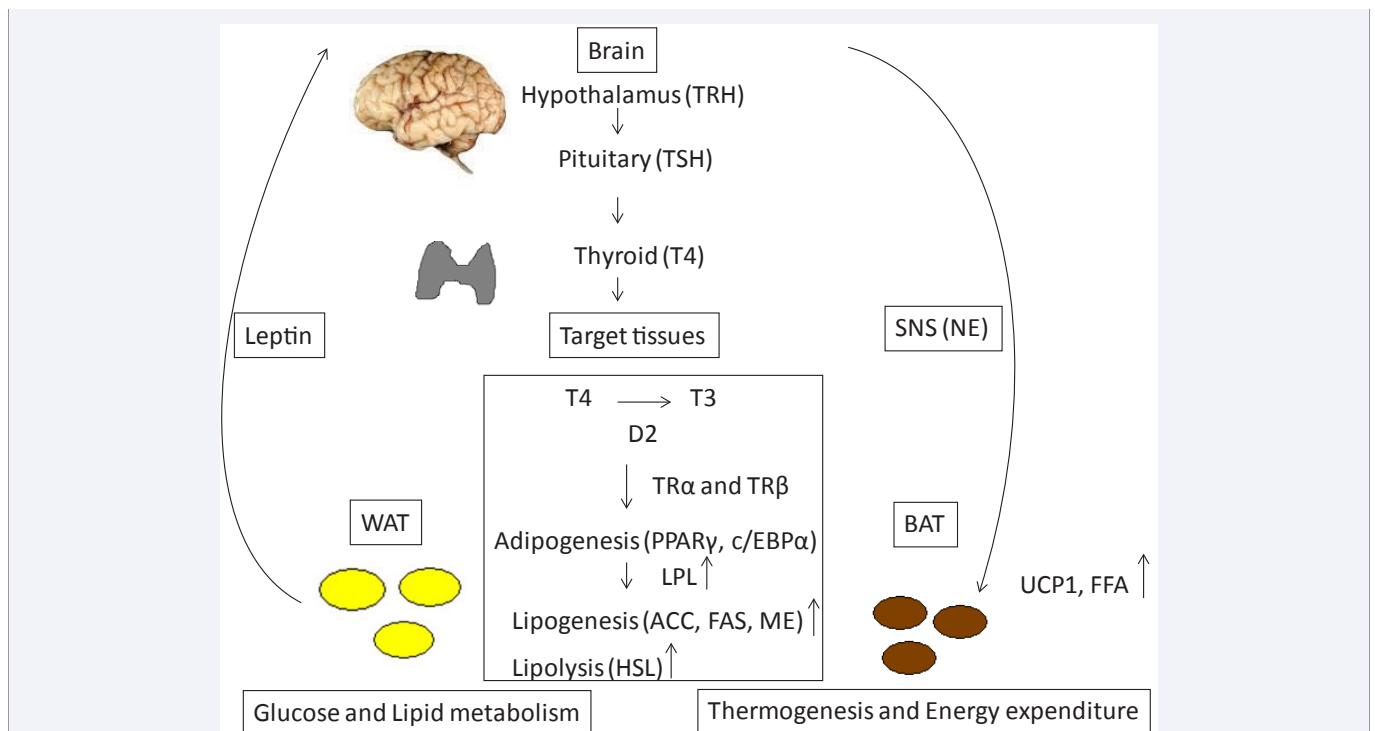 Brain
Hypothalamus (TRH)
Pituitary (TSH)
Thyroid (T4)
Leptin
Target tissues
SNS (NE)
T4 → T3
D2
TRα and TRβ
WAT
BAT
Adipogenesis (PPARγ, c/EBPα)
LPL ↑
UCP1, FFA ↑
Lipogenesis (ACC, FAS, ME) ↑
Lipolysis (HSL) ↑
Glucose and Lipid metabolism
Thermogenesis and Energy expenditure